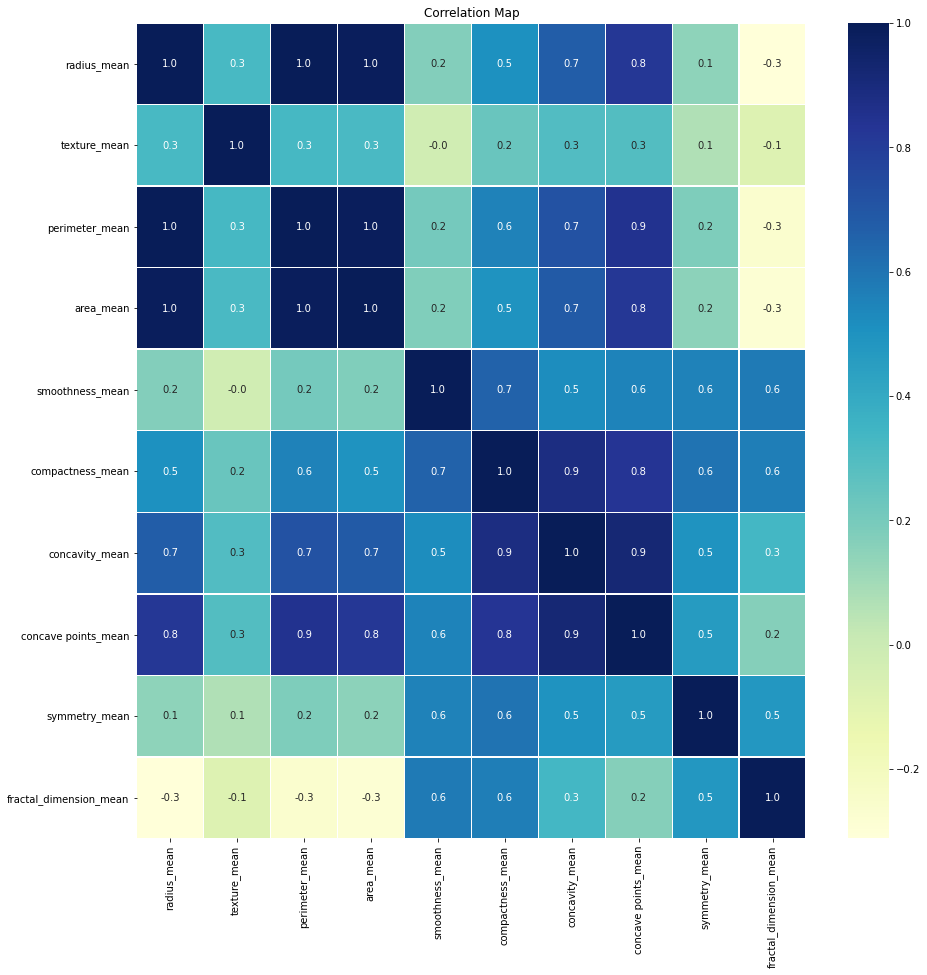 Correlation Map
radius_mean 1.0 0.3 1.0 1.0 0.2 0.5 0.7 0.8 0.1 -0.3
texture_mean 0.3 1.0 0.3 0.3 -0.0 0.2 0.3 0.3 0.1 -0.1
perimeter_mean 1.0 0.3 1.0 1.0 0.2 0.6 0.7 0.9 0.2 -0.3
area_mean 1.0 0.3 1.0 1.0 0.2 0.5 0.7 0.8 0.2 -0.3
smoothness_mean 0.2 -0.0 0.2 0.2 1.0 0.7 0.5 0.6 0.6 0.6
compactness_mean 0.5 0.2 0.6 0.5 0.7 1.0 0.9 0.8 0.6 0.6
concavity_mean 0.7 0.3 0.7 0.7 0.5 0.9 1.0 0.9 0.5 0.3
concave points_mean 0.8 0.3 0.9 0.8 0.6 0.8 0.9 1.0 0.5 0.2
symmetry_mean 0.1 0.1 0.2 0.2 0.6 0.6 0.5 0.5 1.0 0.5
fractal_dimension_mean -0.3 -0.1 -0.3 -0.3 0.6 0.6 0.3 0.2 0.5 1.0
radius_mean
texture_mean
perimeter_mean
area_mean
smoothness_mean
compactness_mean
concavity_mean
concave points_mean
symmetry_mean
fractal_dimension_mean
1.0
0.8
0.6
0.4
0.2
0.0
−0.2